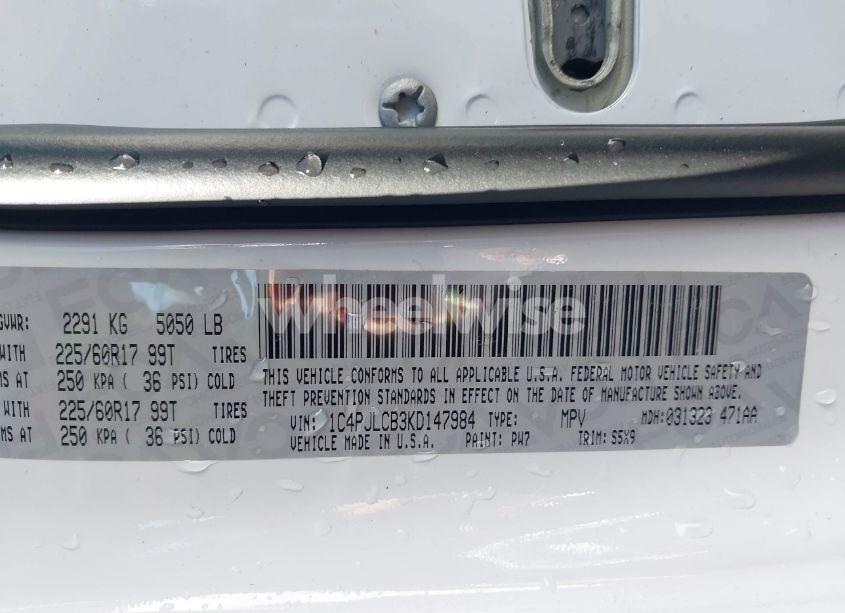 GVWR: 2291 KG 5050 LB
WITH 225/60R17 99T TIRES
MS AT 250 KPA ( 36 PSI) COLD
WITH 225/60R17 99T TIRES
MS AT 250 KPA ( 36 PSI) COLD
wheelwise
THIS VEHICLE CONFORMS TO ALL APPLICABLE U.S.A. FEDERAL MOTOR VEHICLE SAFETY AND
THEFT PREVENTION STANDARDS IN EFFECT ON THE DATE OF MANUFACTURE SHOWN ABOVE.
VIN: 1C4PJLCB3KD147984 TYPE: MPV MDH: 031323 471AA
VEHICLE MADE IN U.S.A. PAINT: PW7 TRIM: S5X9